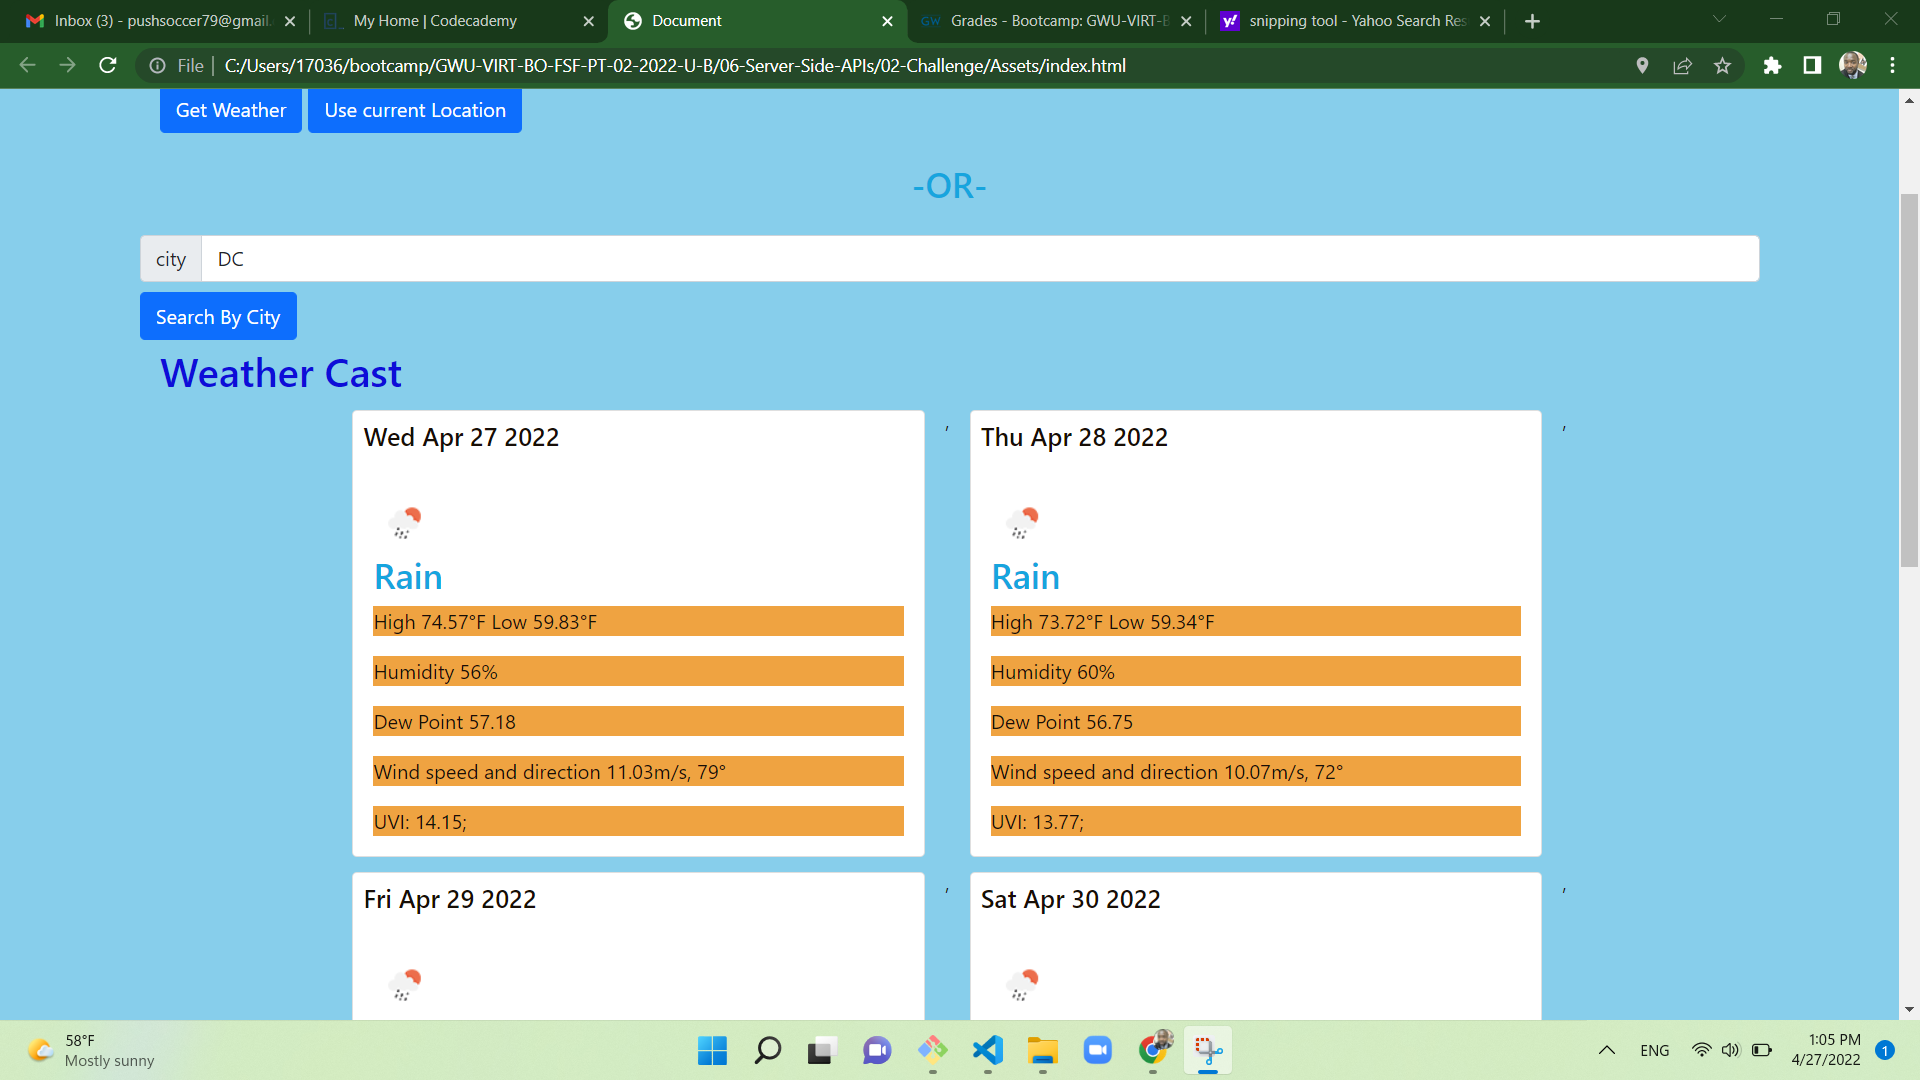 Inbox (3) - pushsoccer79@gmail.
My Home | Codecademy
Document
GW
Grades - Bootcamp: GWU-VIRT-B
y!
snipping tool - Yahoo Search Res
File
C:/Users/17036/bootcamp/GWU-VIRT-BO-FSF-PT-02-2022-U-B/06-Server-Side-APIs/02-Challenge/Assets/index.html
Get Weather
Use current Location
-OR-
city
DC
Search By City
Weather Cast
Wed Apr 27 2022
,
Rain
High 74.57°F Low 59.83°F
Humidity 56%
Dew Point 57.18
Wind speed and direction 11.03m/s, 79°
UVI: 14.15;
Thu Apr 28 2022
,
Rain
High 73.72°F Low 59.34°F
Humidity 60%
Dew Point 56.75
Wind speed and direction 10.07m/s, 72°
UVI: 13.77;
Fri Apr 29 2022
,
Sat Apr 30 2022
,
58°F
Mostly sunny
ENG
1:05 PM
4/27/2022
1